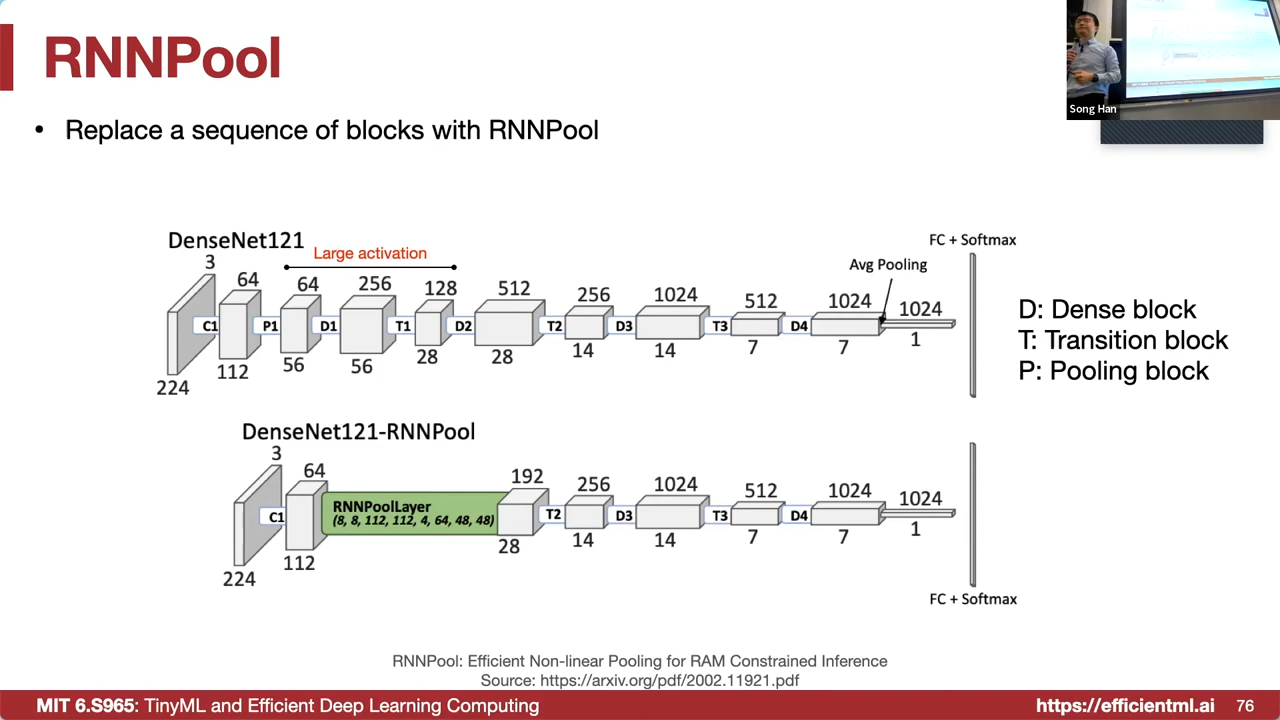 RNNPool
Song Han
• Replace a sequence of blocks with RNNPool
DenseNet121
Large activation
FC + Softmax
Avg Pooling
3 64 64 256 128 512 256 1024 512 1024 1024
C1 P1 D1 T1 D2 T2 D3 T3 D4
224 112 56 56 28 28 14 14 7 7 1
D: Dense block
T: Transition block
P: Pooling block
DenseNet121-RNNPool
3 64 192 256 1024 512 1024 1024
RNNPoolLayer
(8, 8, 112, 112, 4, 64, 48, 48)
C1 T2 D3 T3 D4
224 112 28 14 14 7 7 1
FC + Softmax
RNNPool: Efficient Non-linear Pooling for RAM Constrained Inference
Source: https://arxiv.org/pdf/2002.11921.pdf
MIT 6.S965: TinyML and Efficient Deep Learning Computing
https://efficientml.ai 76